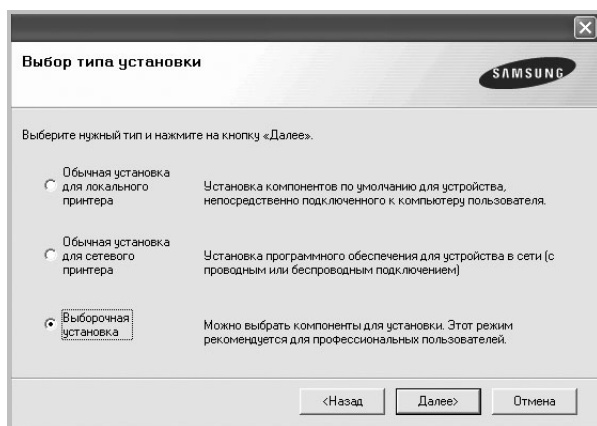 Выбор типа установки
SAMSUNG
Выберите нужный тип и нажмите на кнопку «Далее».
Обычная установка
для локального
принтера
Установка компонентов по умолчанию для устройства,
непосредственно подключенного к компьютеру пользователя.
Обычная установка
для сетевого
принтера
Установка программного обеспечения для устройства в сети (с
проводным или беспроводным подключением)
Выборочная
установка
Можно выбрать компоненты для установки. Этот режим
рекомендуется для профессиональных пользователей.
<Назад
Далее>
Отмена